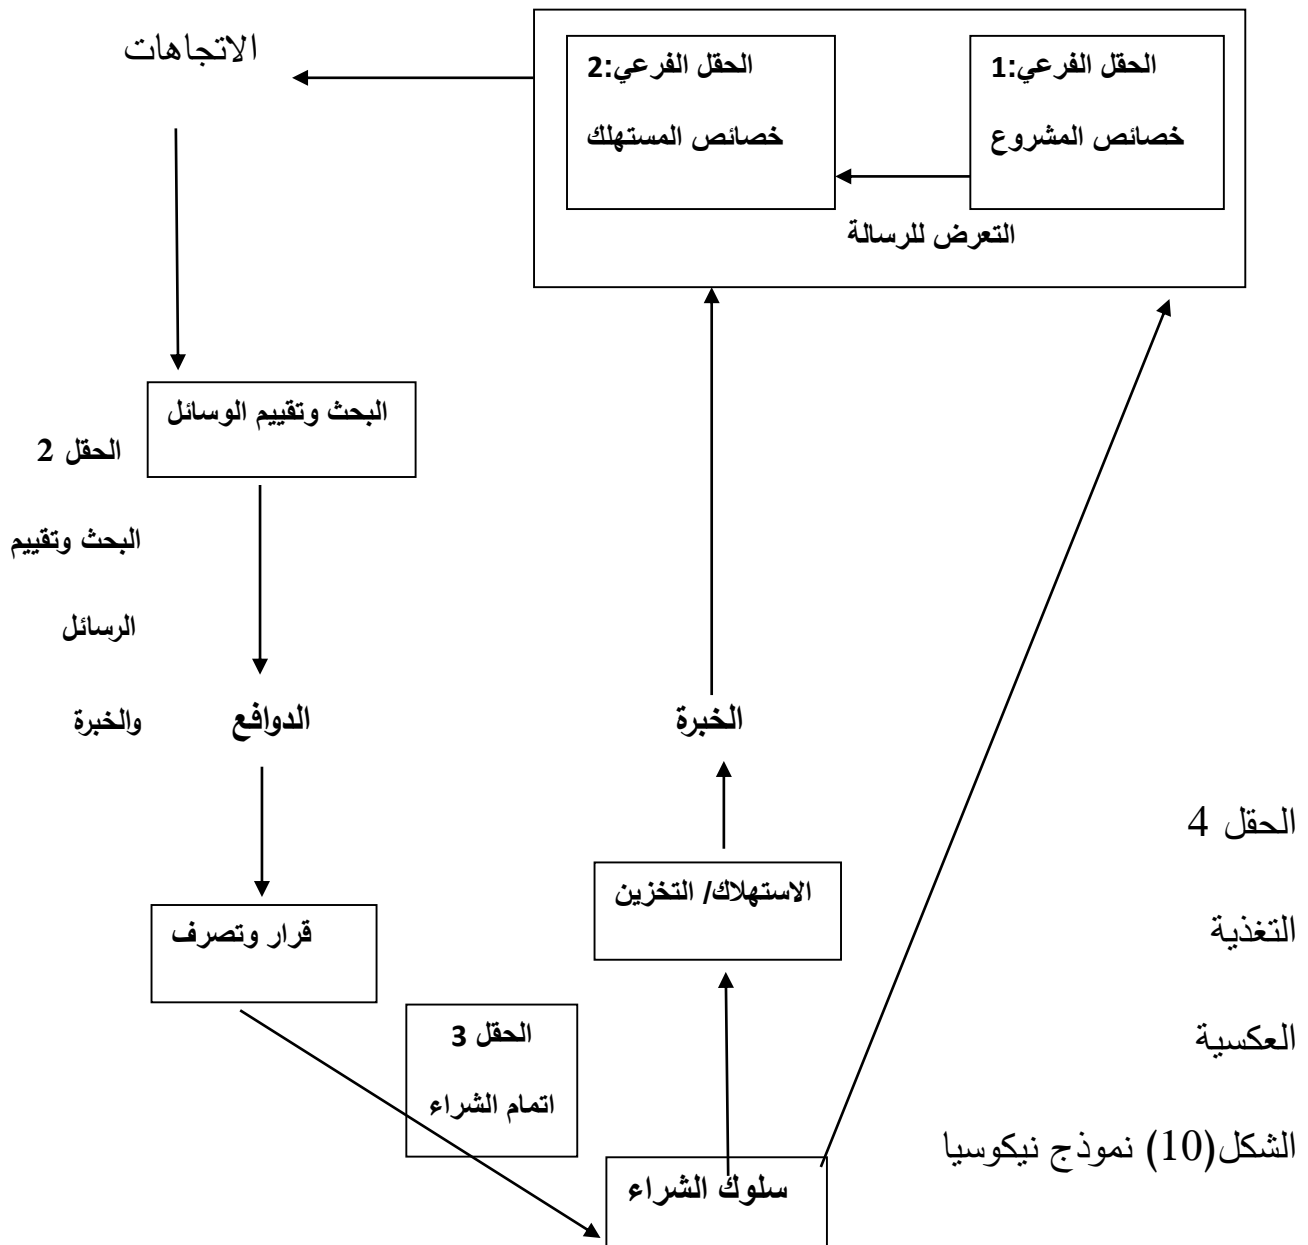 الحقل الفرعي:1
خصائص المشروع
الحقل الفرعي:2
خصائص المستهلك
التعرض للرسالة
الاتجاهات
البحث وتقييم الوسائل
الحقل 2
البحث وتقييم
الرسائل
والخبرة
الدوافع
الخبرة
قرار وتصرف
الحقل 3
اتمام الشراء
الاستهلاك/ التخزين
سلوك الشراء
الحقل 4
التغذية
العكسية
الشكل(10) نموذج نيكوسيا